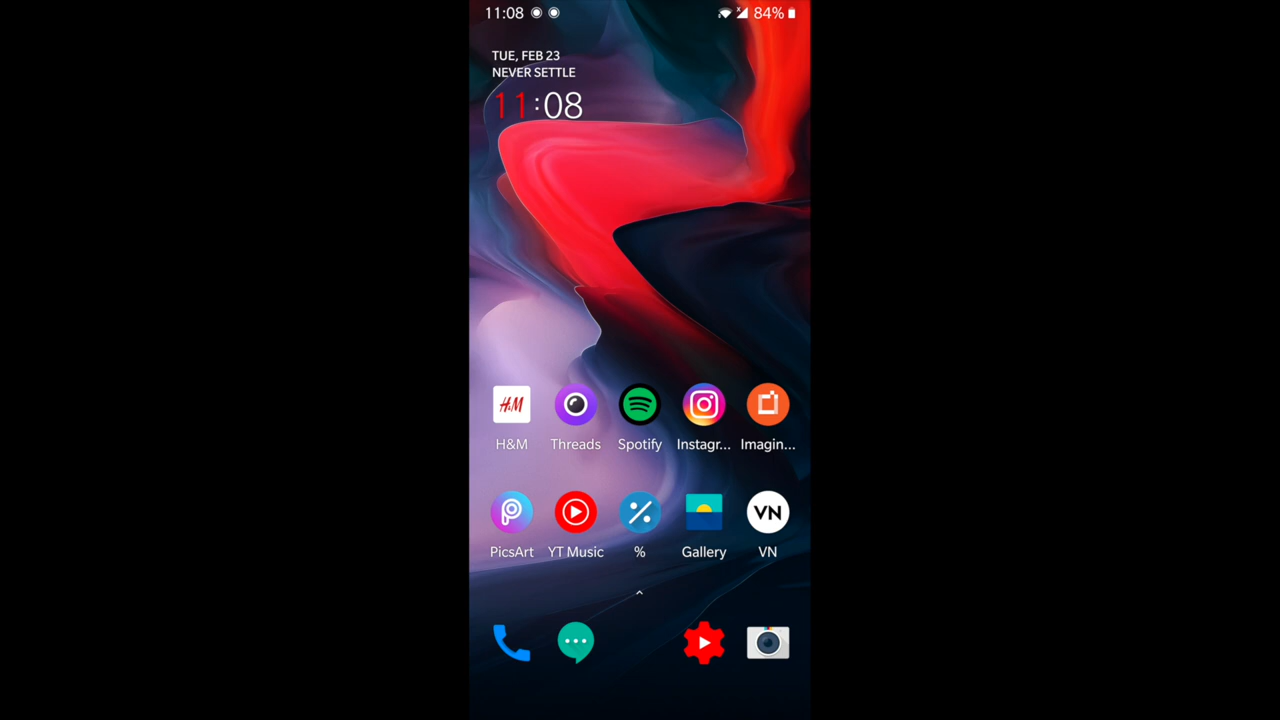 11:08 84%
TUE, FEB 23
NEVER SETTLE
11:08
H&M
H&M Threads Spotify Instagr... Imagin...
VN
PicsArt YT Music % Gallery VN